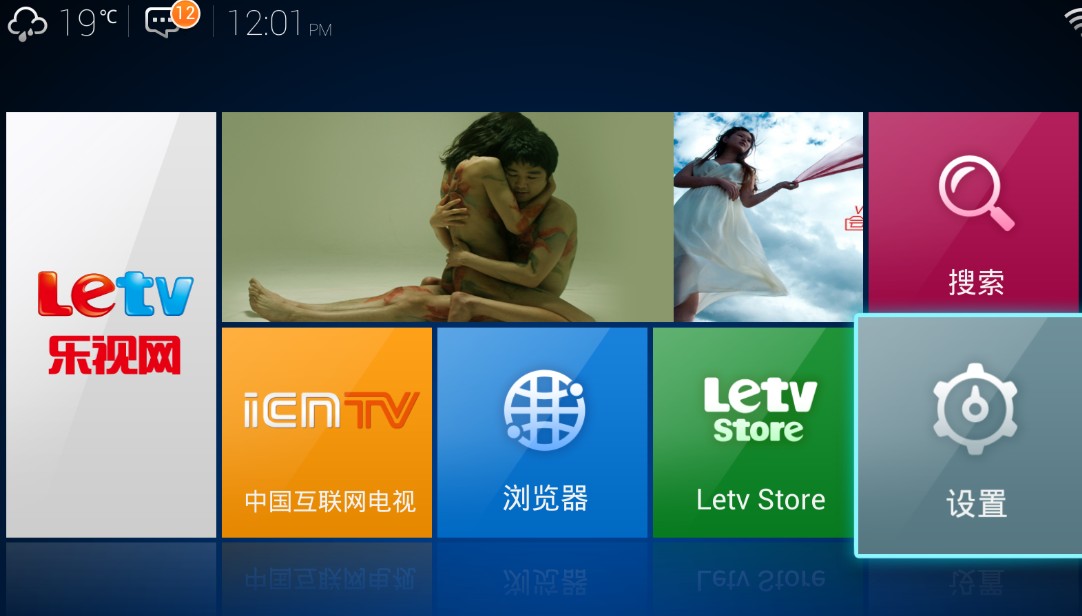 19℃
12
12:01 PM
Letv
乐视网
搜索
iCNTV
中国互联网电视
浏览器
Letv
Store
Letv Store
设置